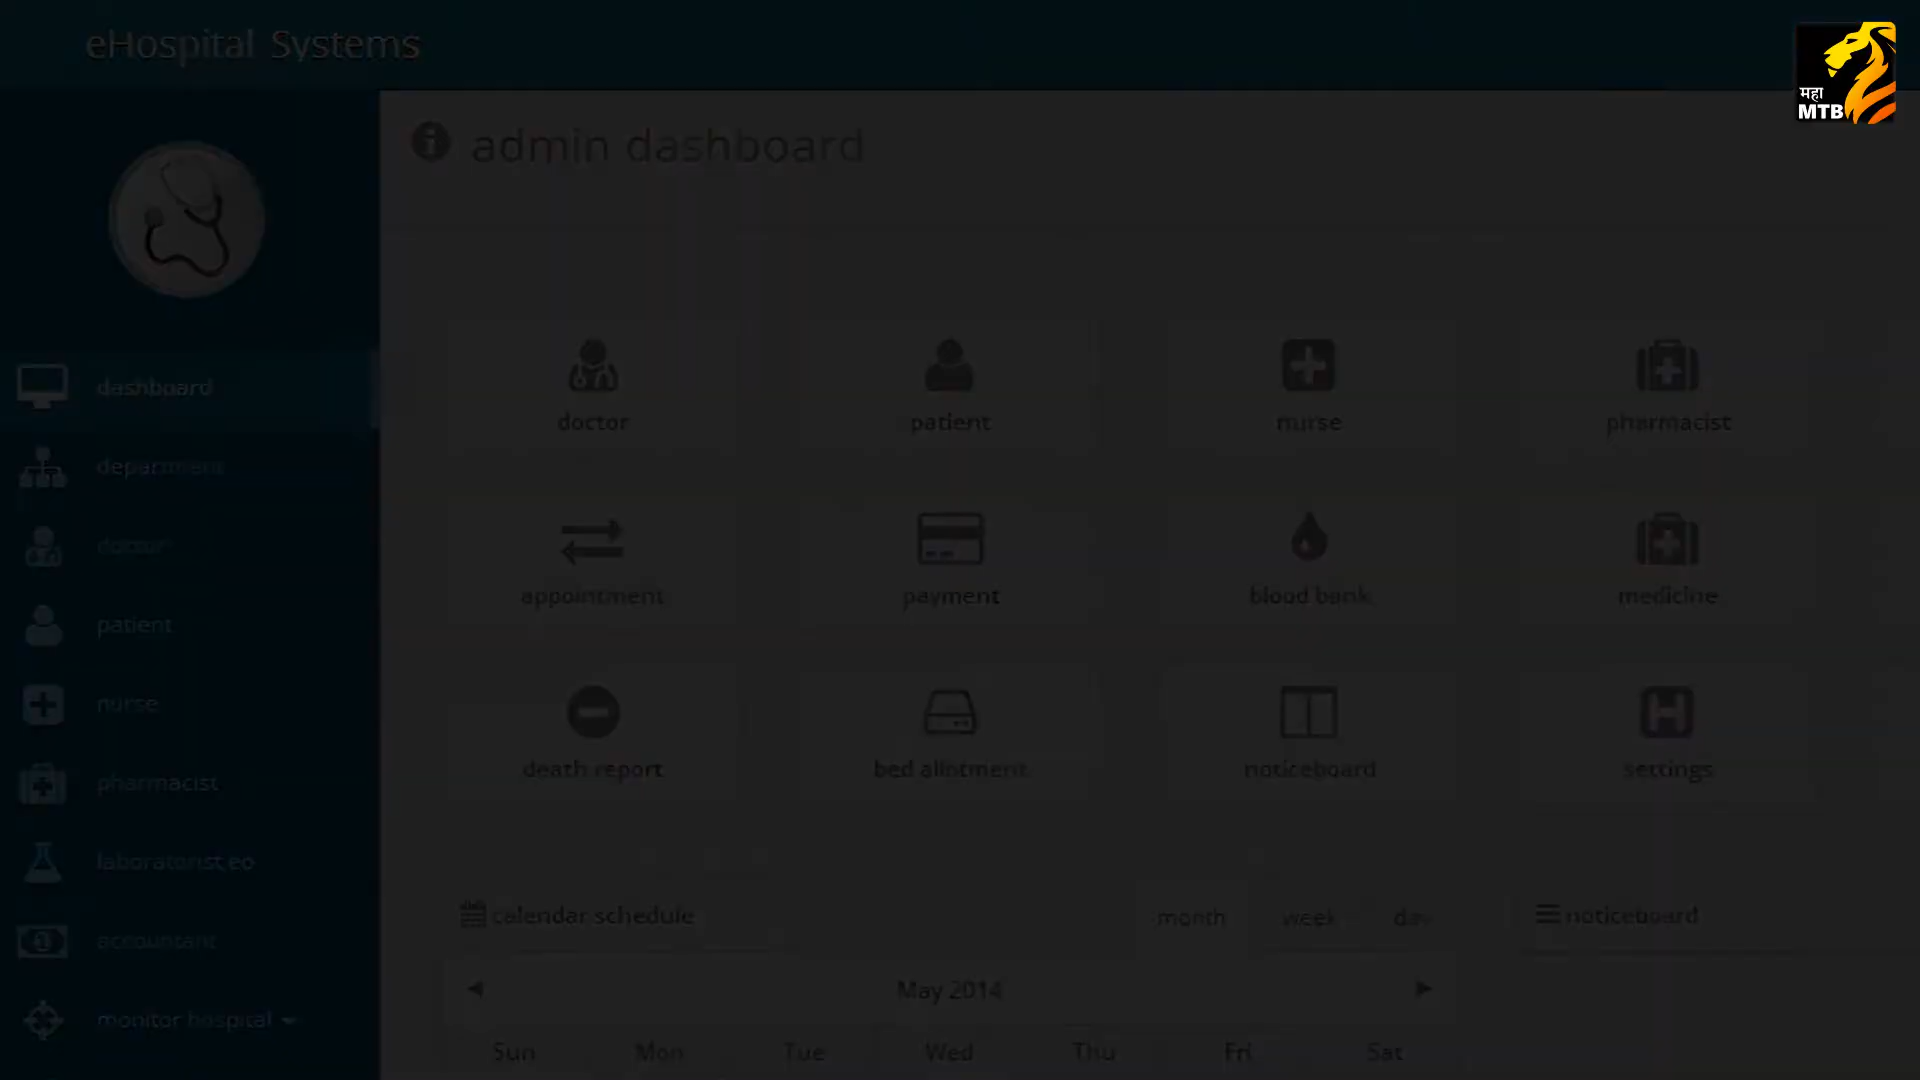 eHospital Systems
महा
MTB
admin dashboard
dashboard
department
doctor
patient
nurse
pharmacist
laboratorist eo
accountant
monitor hospital
doctor
patient
nurse
pharmacist
appointment
payment
blood bank
medicine
death report
bed allotment
noticeboard
settings
calendar schedule
month
week
day
noticeboard
May 2014
Sun Mon Tue Wed Thu Fri Sat